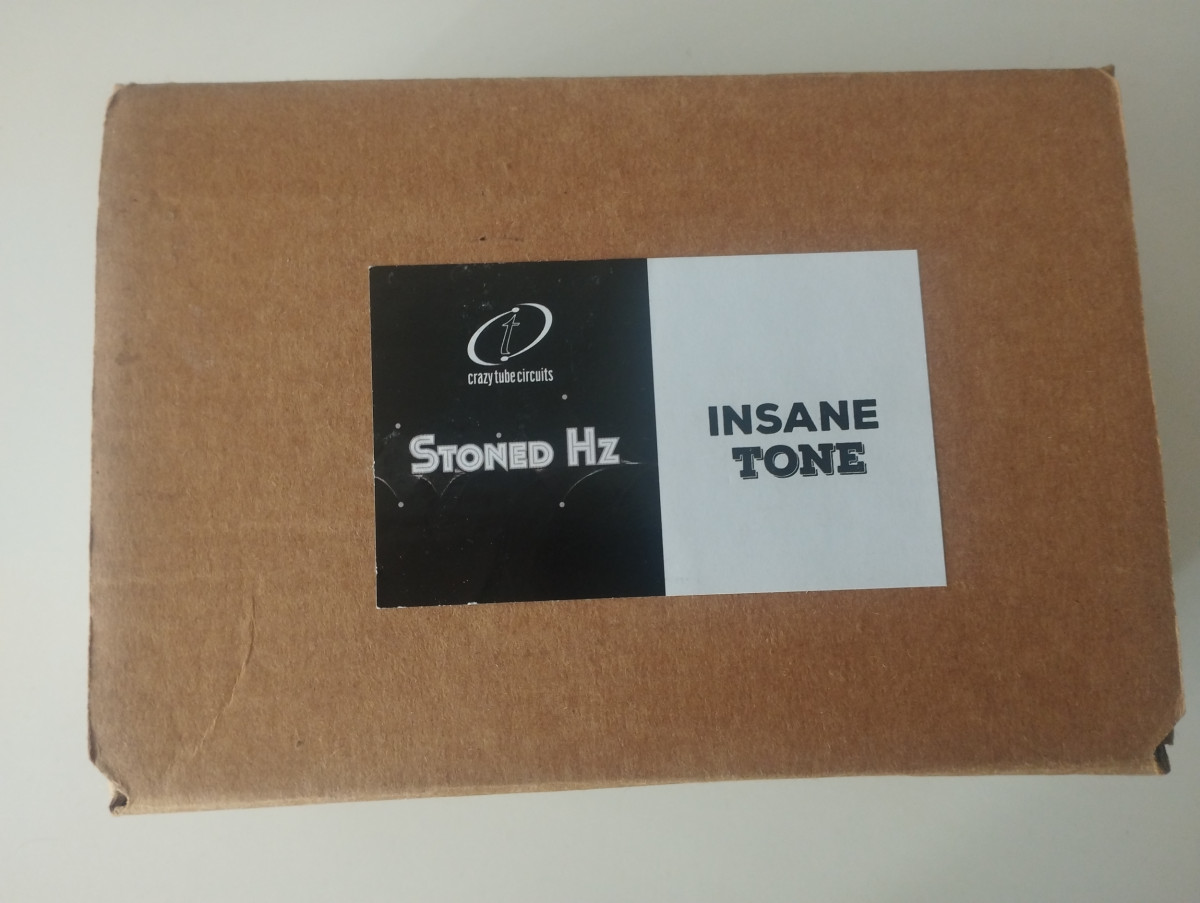 t
crazy tube circuits
STONED HZ
INSANE
TONE